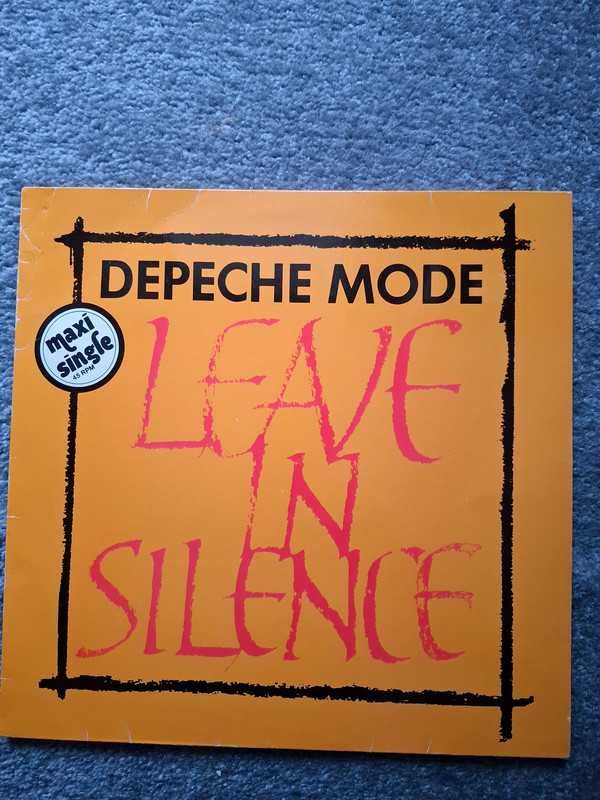 DEPECHE MODE
maxi
single
45 RPM
LEAVE
IN
SILENCE